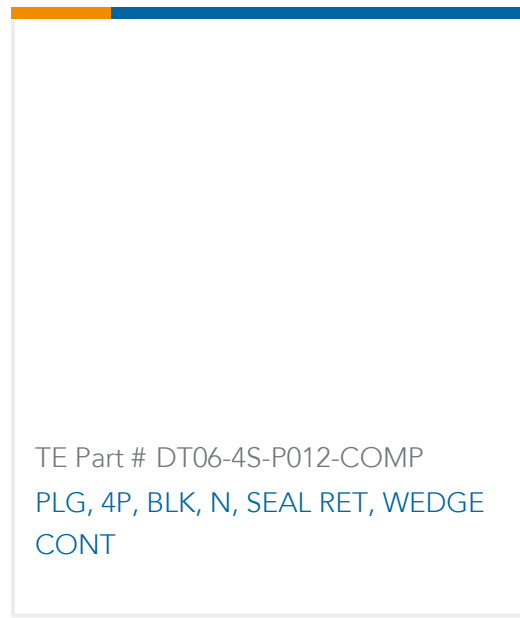 TE Part # DT06-4S-P012-COMP
PLG, 4P, BLK, N, SEAL RET, WEDGE
CONT